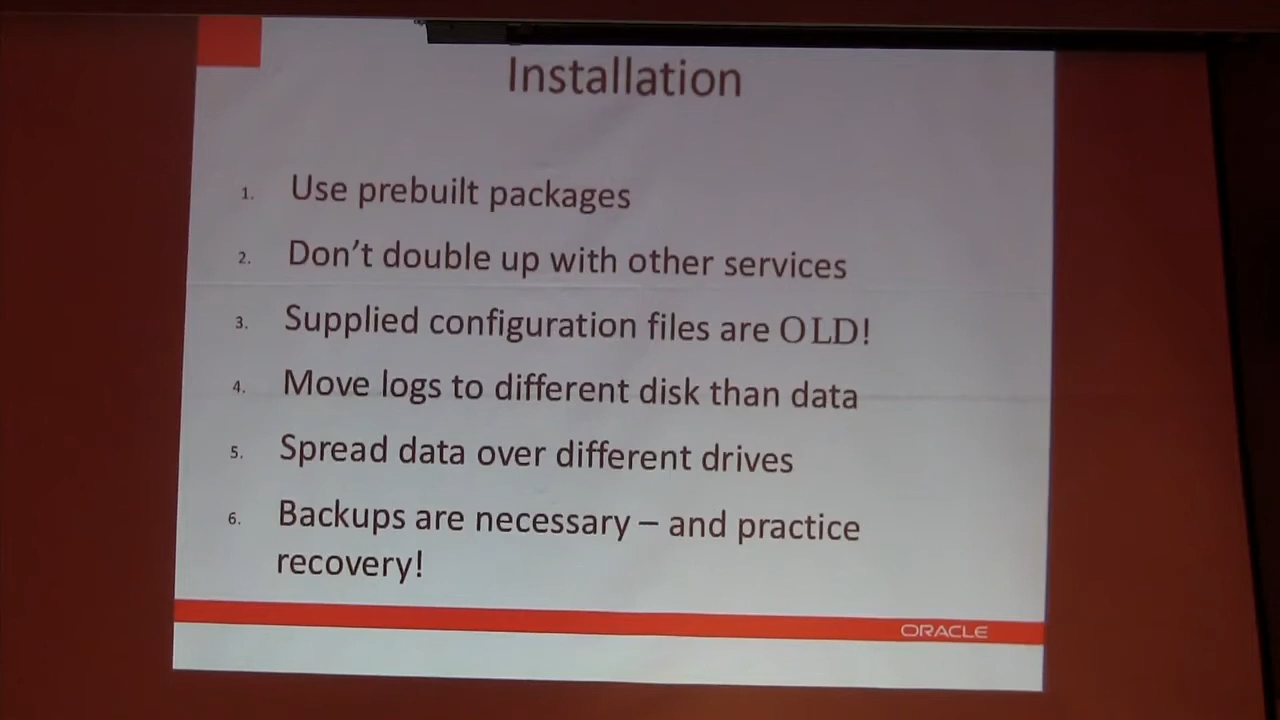 Installation
1. Use prebuilt packages
2. Don't double up with other services
3. Supplied configuration files are OLD!
4. Move logs to different disk than data
5. Spread data over different drives
6. Backups are necessary – and practice
recovery!
ORACLE